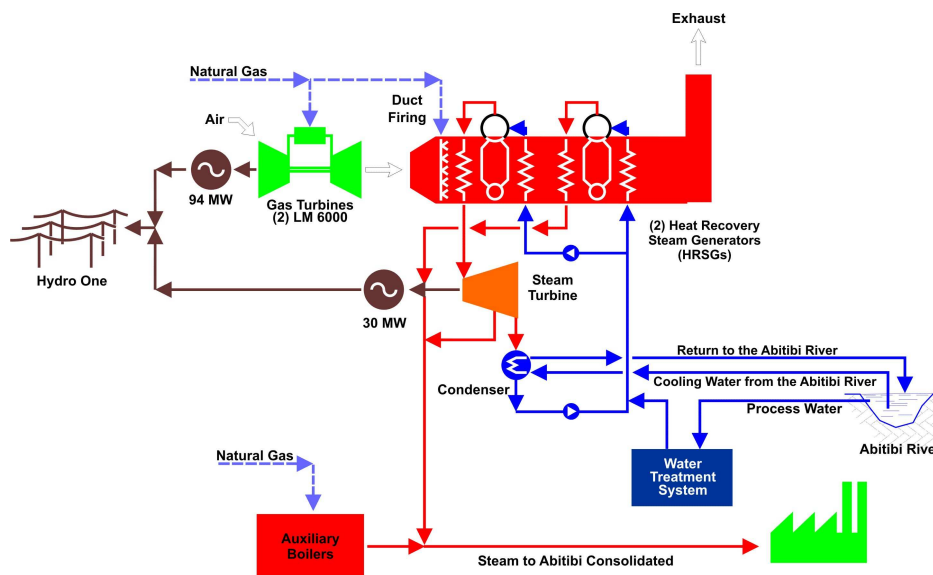 Exhaust
Natural Gas
Duct
Firing
Air
94 MW
Gas Turbines
(2) LM 6000
(2) Heat Recovery
Steam Generators
(HRSGs)
Hydro One
Steam
Turbine
30 MW
Return to the Abitibi River
Condenser
Cooling Water from the Abitibi River
Process Water
Abitibi Rive
Natural Gas
Water
Treatment
System
Auxiliary
Boilers
Steam to Abitibi Consolidated